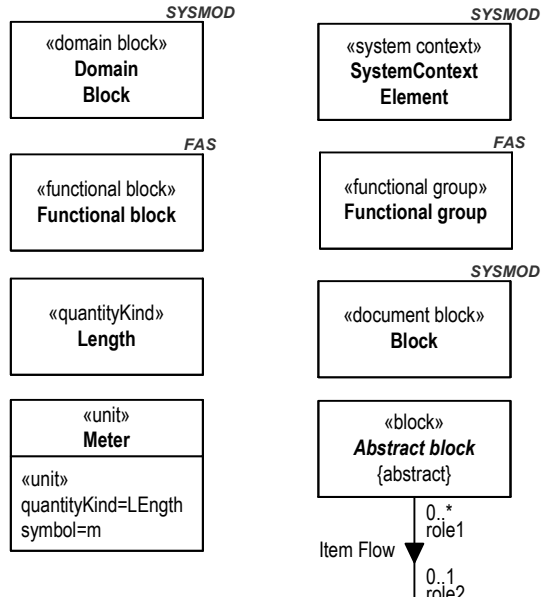 SYSMOD
«domain block»
Domain
Block
SYSMOD
«system context»
SystemContext
Element
FAS
«functional block»
Functional block
FAS
«functional group»
Functional group
«quantityKind»
Length
SYSMOD
«document block»
Block
«unit»
Meter
«unit»
quantityKind=LEngth
symbol=m
«block»
Abstract block
{abstract}
0..*
role1
Item Flow
0..1
role2